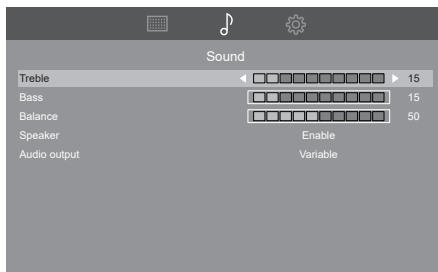 Sound
Treble 15
Bass 15
Balance 50
Speaker Enable
Audio output Variable